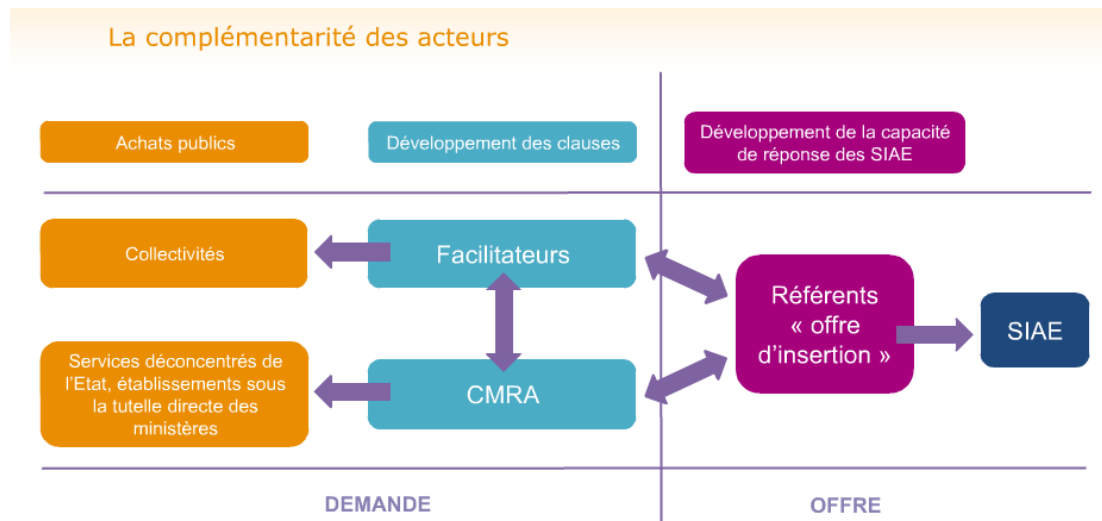 La complémentarité des acteurs
Achats publics
Développement des clauses
Développement de la capacité
de réponse des SIAE
Collectivités
Facilitateurs
Référents
« offre
d’insertion »
SIAE
Services déconcentrés de
l’Etat, établissements sous
la tutelle directe des
ministères
CMRA
DEMANDE
OFFRE